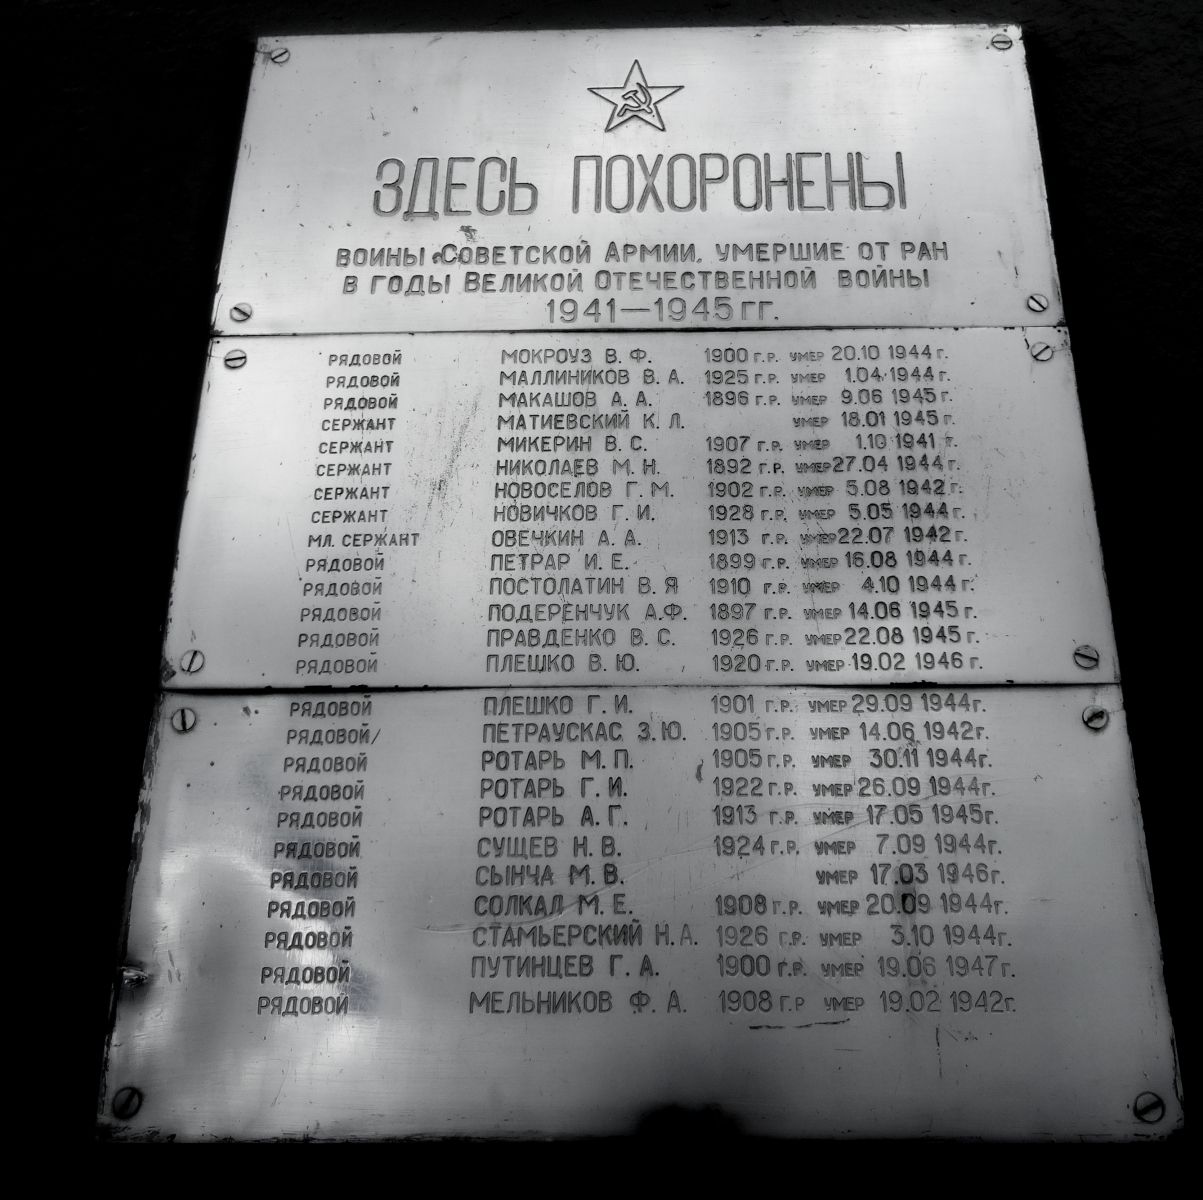 ЗДЕСЬ ПОХОРОНЕНЫ
ВОИНЫ СОВЕТСКОЙ АРМИИ, УМЕРШИЕ ОТ РАН
В ГОДЫ ВЕЛИКОЙ ОТЕЧЕСТВЕННОЙ ВОЙНЫ
1941—1945 ГГ.
РЯДОВОЙ МОКРОУЗ В. Ф. 1900 Г.Р. УМЕР 20.10 1944 Г.
РЯДОВОЙ МАЛЛИНИКОВ В. А. 1925 Г.Р. УМЕР 1.04 1944 Г.
РЯДОВОЙ МАКАШОВ А. А. 1896 Г.Р. УМЕР 9.06 1945 Г.
СЕРЖАНТ МАТИЕВСКИЙ К. Л. УМЕР 18.01 1945 Г.
СЕРЖАНТ МИКЕРИН В. С. 1907 Г.Р. УМЕР 1.10 1941 Г.
СЕРЖАНТ НИКОЛАЕВ М. Н. 1892 Г.Р. УМЕР 27.04 1944 Г.
СЕРЖАНТ НОВОСЕЛОВ Г. М. 1902 Г.Р. УМЕР 5.08 1942 Г.
СЕРЖАНТ НОВИЧКОВ Г. И. 1928 Г.Р. УМЕР 5.05 1944 Г.
МЛ. СЕРЖАНТ ОВЕЧКИН А. А. 1913 Г.Р. УМЕР 22.07 1942 Г.
РЯДОВОЙ ПЕТРАР И. Е. 1899 Г.Р. УМЕР 16.08 1944 Г.
РЯДОВОЙ ПОСТОЛАТИН В. Я 1910 Г.Р. УМЕР 4.10 1944 Г.
РЯДОВОЙ ПОДЕРЕНЧУК А.Ф. 1897 Г.Р. УМЕР 14.06 1945 Г.
РЯДОВОЙ ПРАВДЕНКО В. С. 1926 Г.Р. УМЕР 22.08 1945 Г.
РЯДОВОЙ ПЛЕШКО В. Ю. 1920 Г.Р. УМЕР 19.02 1946 Г.
РЯДОВОЙ ПЛЕШКО Г. И. 1901 Г.Р. УМЕР 29.09 1944Г.
РЯДОВОЙ ПЕТРАУСКАС З. Ю. 1905 Г.Р. УМЕР 14.06 1942Г.
РЯДОВОЙ РОТАРЬ М. П. 1905 Г.Р. УМЕР 30.11 1944Г.
РЯДОВОЙ РОТАРЬ Г. И. 1922 Г.Р. УМЕР 26.09 1944Г.
РЯДОВОЙ РОТАРЬ А. Г. 1913 Г.Р. УМЕР 17.05 1945Г.
РЯДОВОЙ СУЩЕВ Н. В. 1924 Г.Р. УМЕР 7.09 1944Г.
РЯДОВОЙ СЫНЧА М. В. УМЕР 17.03 1946Г.
РЯДОВОЙ СОЛКАЛ М. Е. 1908 Г.Р. УМЕР 20.09 1944Г.
РЯДОВОЙ СТАМЬЕРСКИЙ Н. А. 1926 Г.Р. УМЕР 3.10 1944Г.
РЯДОВОЙ ПУТИНЦЕВ Г. А. 1900 Г.Р. УМЕР 19.06 1947Г.
РЯДОВОЙ МЕЛЬНИКОВ Ф. А. 1908 Г.Р УМЕР 19.02 1942Г.